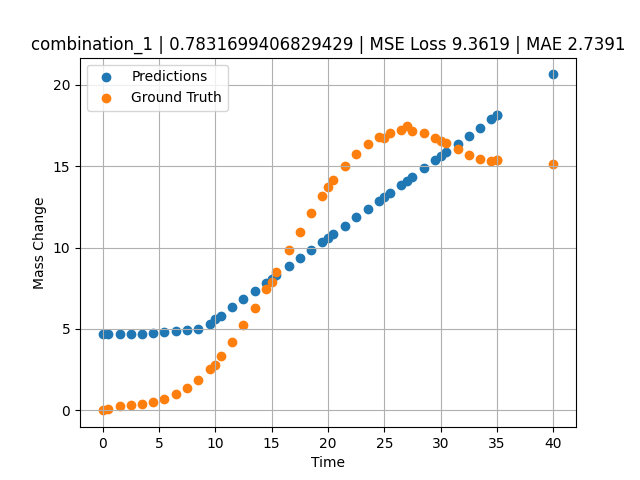 combination_1 | 0.7831699406829429 | MSE Loss 9.3619 | MAE 2.7391
Predictions
Ground Truth
20
15
10
5
0
Mass Change
0 5 10 15 20 25 30 35 40
Time